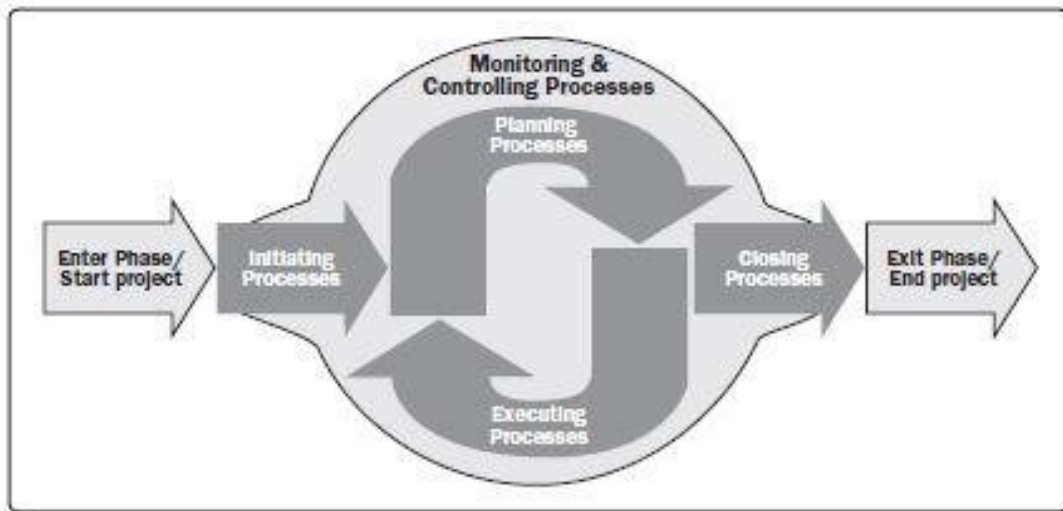 Monitoring &
Controlling Processes
Planning
Processes
Enter Phase/
Start project
Initiating
Processes
Closing
Processes
Exit Phase/
End project
Executing
Processes